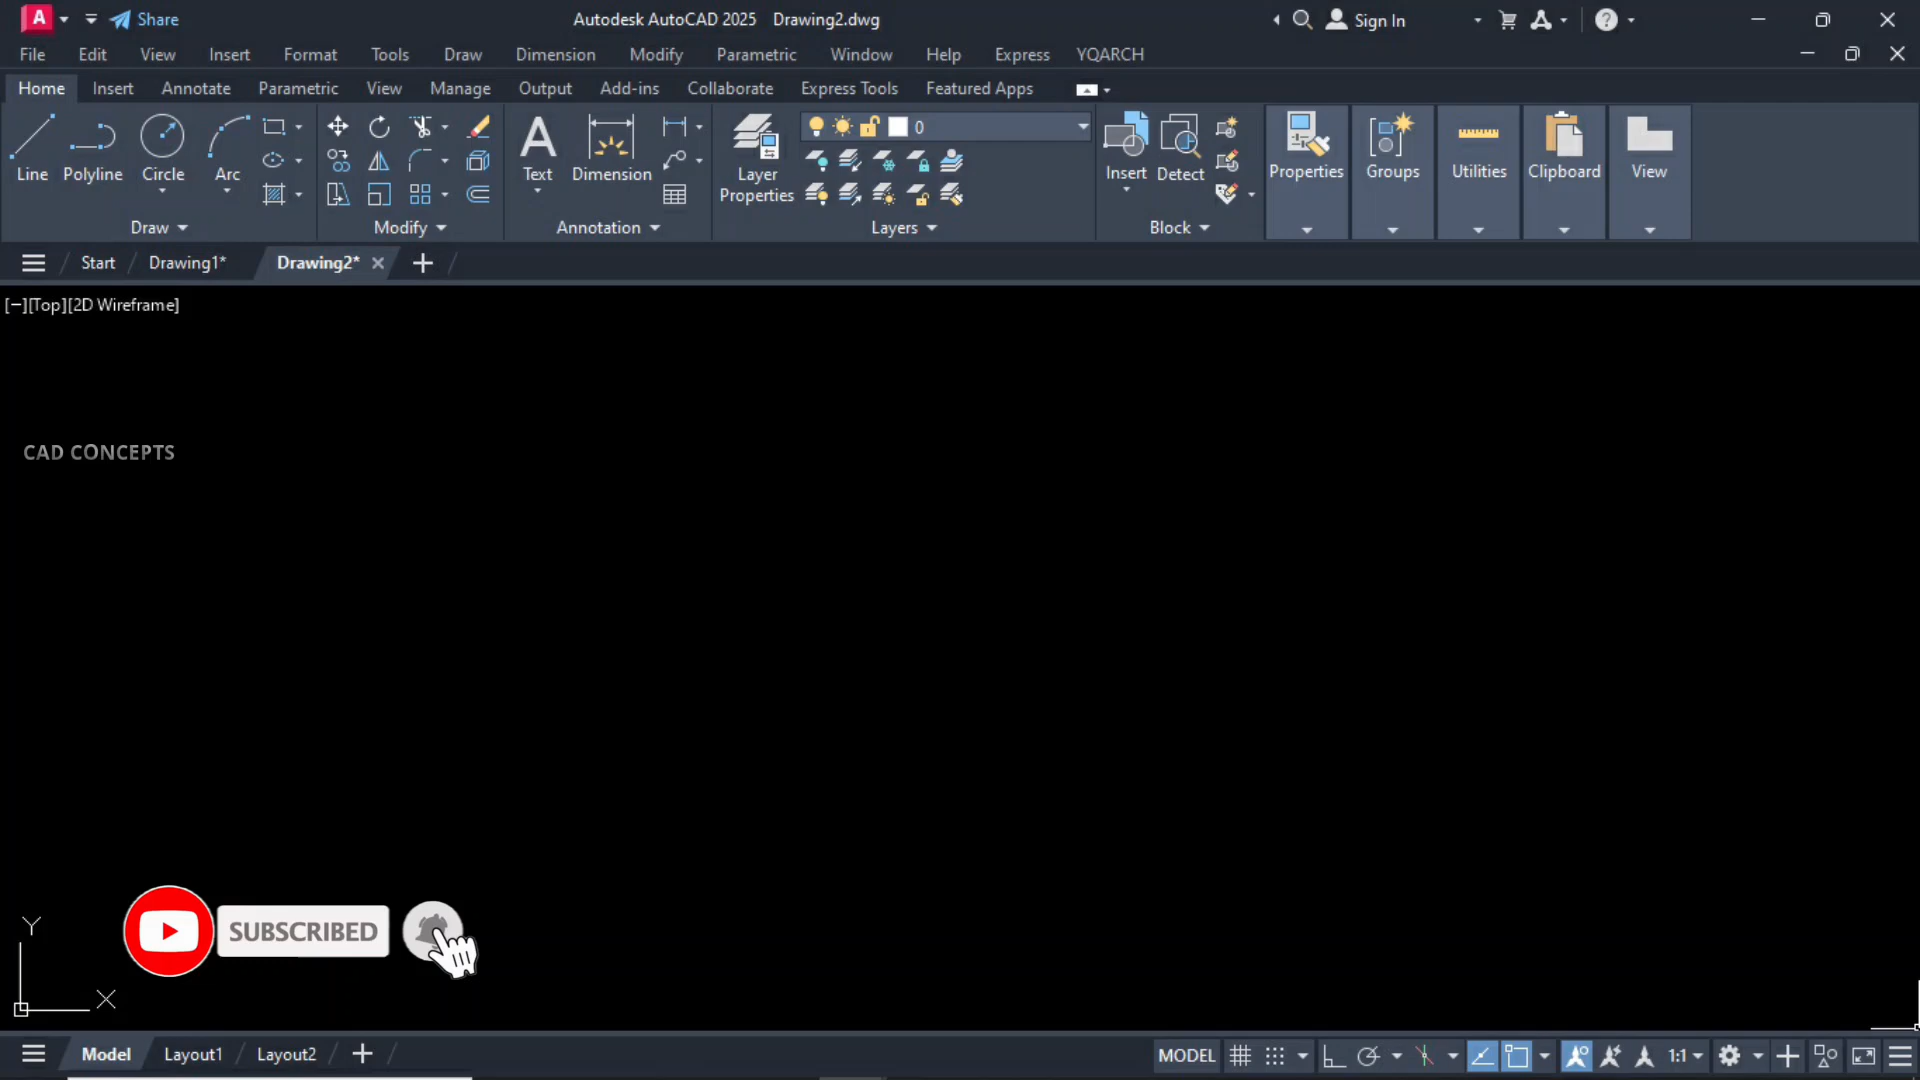 A Share Autodesk AutoCAD 2025 Drawing2.dwg Sign In
File Edit View Insert Format Tools Draw Dimension Modify Parametric Window Help Express YQARCH
Home Insert Annotate Parametric View Manage Output Add-ins Collaborate Express Tools Featured Apps
0
Line Polyline Circle Arc Text Dimension Layer Properties Insert Detect Properties Groups Utilities Clipboard View
Draw Modify Annotation Layers Block
Start Drawing1* Drawing2*
[−][Top][2D Wireframe]
CAD CONCEPTS
SUBSCRIBED
Y
X
Model Layout1 Layout2 MODEL 1:1